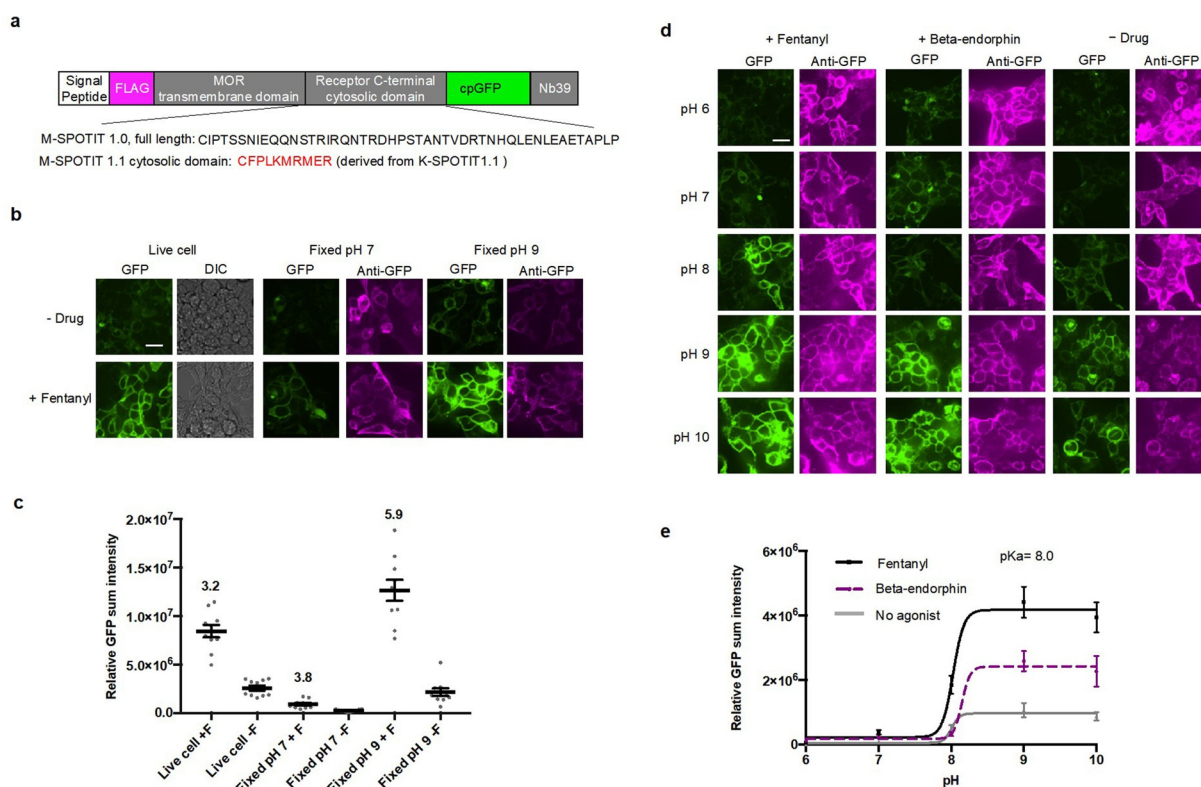 a
Signal
Peptide
FLAG
MOR
transmembrane domain
Receptor C-terminal
cytosolic domain
cpGFP
Nb39
M-SPOTIT 1.0, full length: CIPTSSNIEQQNSTRIRQNTRDHPSTANTVDRTNHQLENLEAETAPLP
M-SPOTIT 1.1 cytosolic domain: CFPLKMRMER (derived from K-SPOTIT1.1 )
b
Live cell
Fixed pH 7
Fixed pH 9
GFP
DIC
GFP
Anti-GFP
GFP
Anti-GFP
- Drug
+ Fentanyl
c
Relative GFP sum intensity
2.0×10⁷
1.5×10⁷
1.0×10⁷
5.0×10⁶
0.0
3.2
3.8
5.9
Live cell +F
Live cell -F
Fixed pH 7 + F
Fixed pH 7 -F
Fixed pH 9 + F
Fixed pH 9 -F
d
+ Fentanyl
+ Beta-endorphin
− Drug
GFP
Anti-GFP
GFP
Anti-GFP
GFP
Anti-GFP
pH 6
pH 7
pH 8
pH 9
pH 10
e
Relative GFP sum intensity
6×10⁶
4×10⁶
2×10⁶
0
Fentanyl
Beta-endorphin
No agonist
pKa= 8.0
6
7
8
9
10
pH